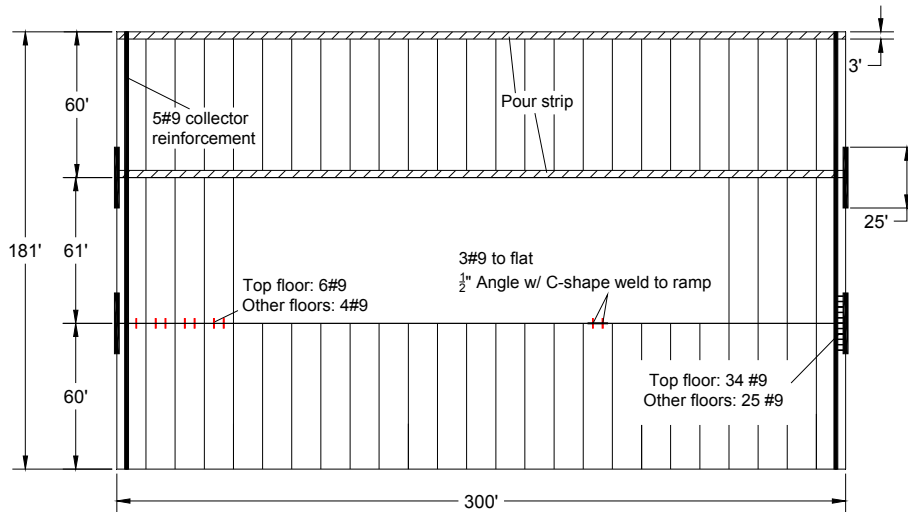 3'
60'
5#9 collector
reinforcement
Pour strip
25'
181'
61'
3#9 to flat
½" Angle w/ C-shape weld to ramp
Top floor: 6#9
Other floors: 4#9
60'
Top floor: 34 #9
Other floors: 25 #9
300'